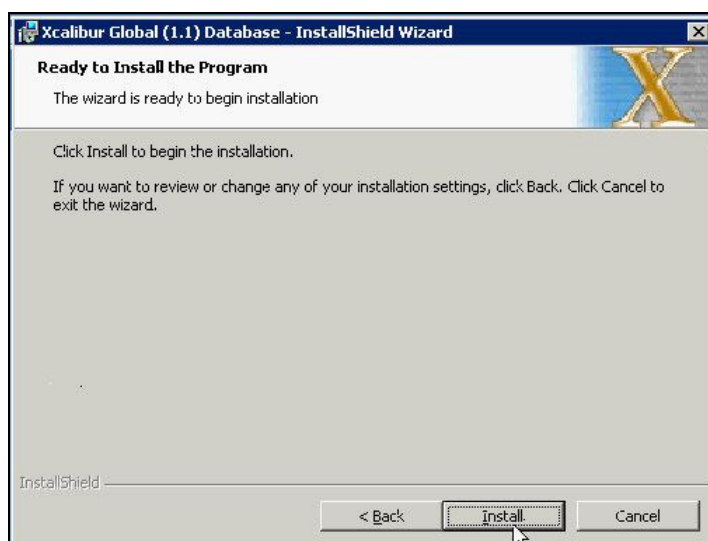 Xcalibur Global (1.1) Database - InstallShield Wizard
Ready to Install the Program
The wizard is ready to begin installation
X
Click Install to begin the installation.
If you want to review or change any of your installation settings, click Back. Click Cancel to
exit the wizard.
InstallShield
< Back
Install
Cancel